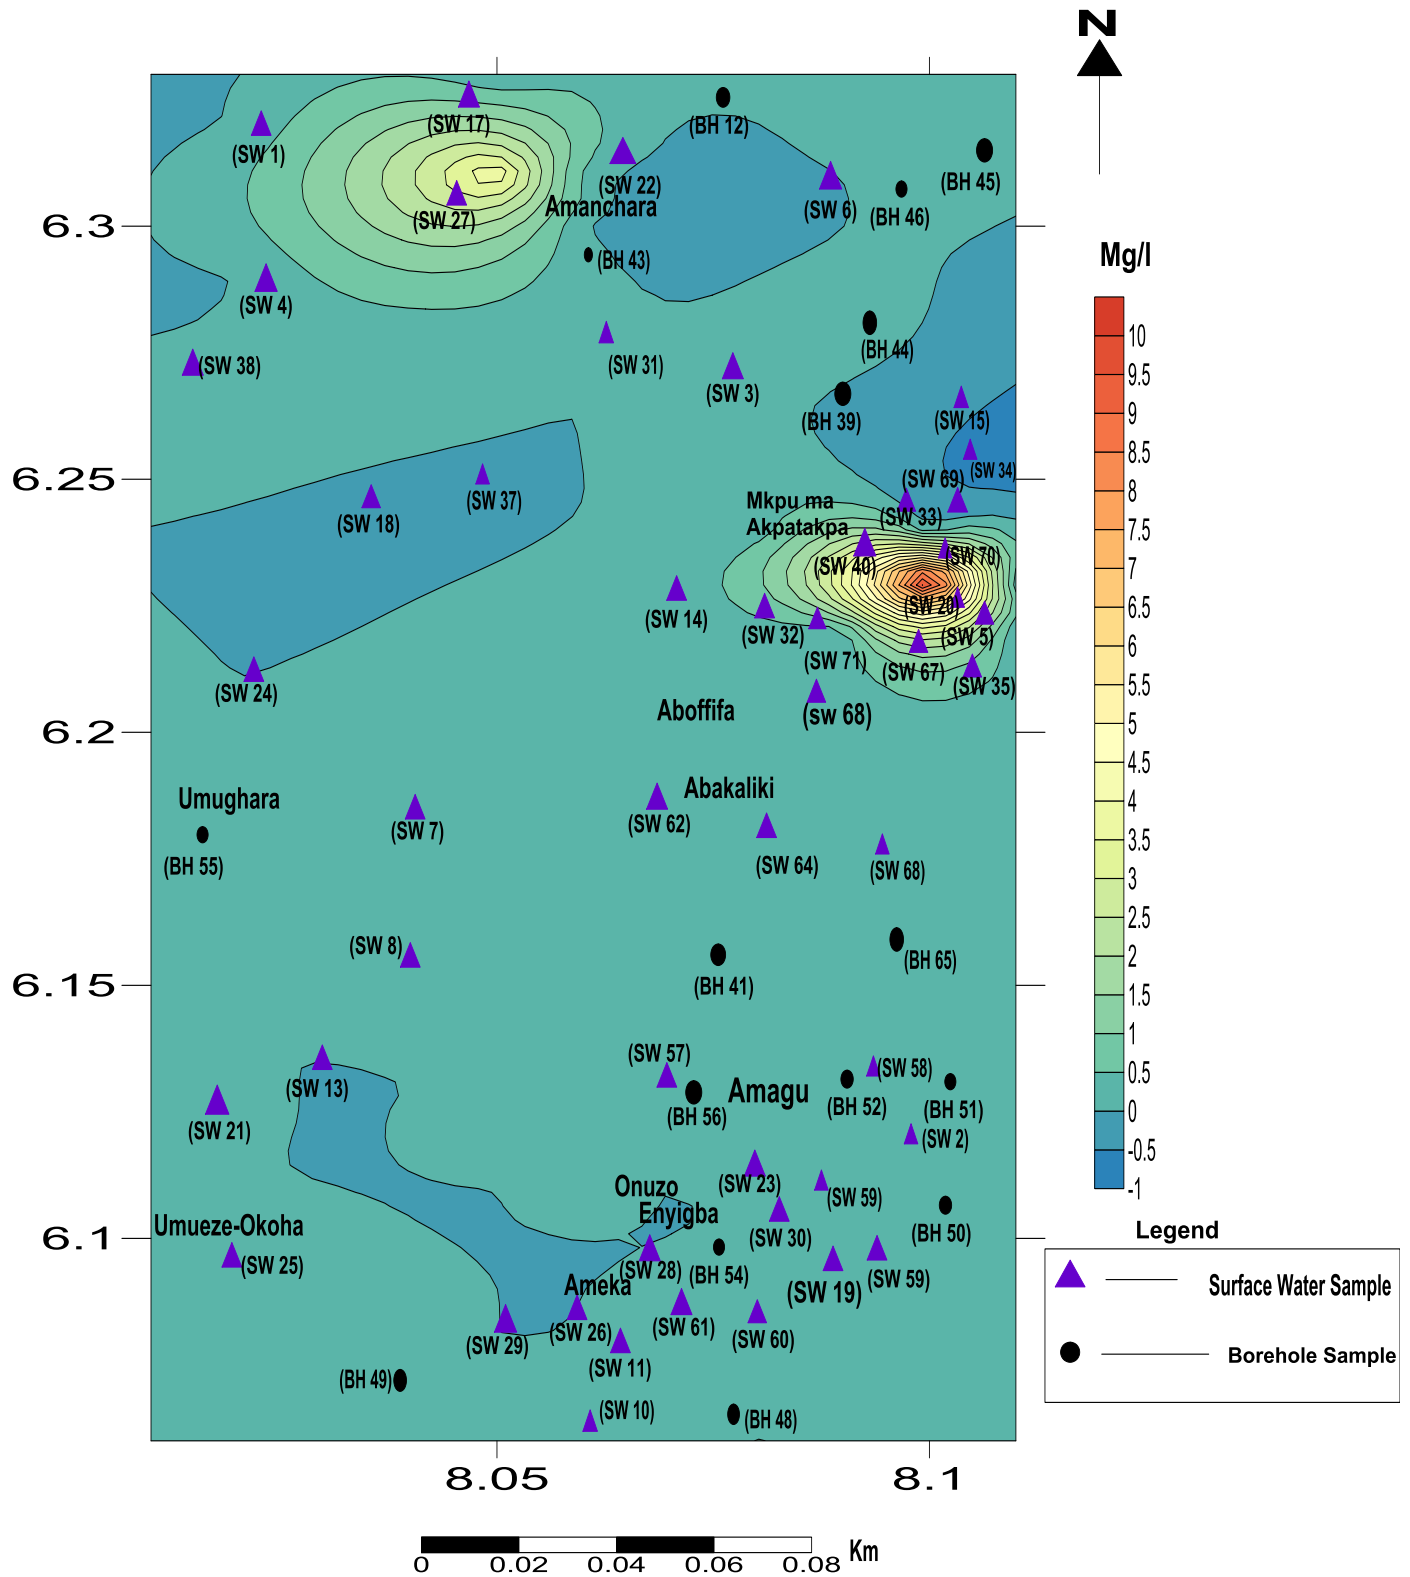 N
(SW 17)
(BH 12)
(SW 1)
(BH 45)
(SW 22)
(SW 6)
(BH 46)
Amanchara
(SW 27)
6.3
Mg/l
(BH 43)
(SW 4)
10
(BH 44)
(SW 38)
(SW 31)
9.5
(SW 3)
9
(BH 39)
(SW 15)
8.5
(SW 34)
6.25
(SW 69)
8
(SW 37)
Mkpu ma
Akpatakpa
(SW 18)
(SW 33)
7.5
(SW 40)
(SW 70)
7
(SW 20)
6.5
(SW 14)
(SW 32)
(SW 5)
6
(SW 71)
(SW 67)
5.5
(SW 24)
(SW 35)
(sw 68)
Aboffifa
5
6.2
4.5
Abakaliki
Umughara
4
(SW 7)
(SW 62)
3.5
(BH 55)
(SW 64)
(SW 68)
3
2.5
(SW 8)
(BH 65)
2
6.15
(BH 41)
1.5
1
(SW 57)
(SW 58)
0.5
(SW 13)
Amagu
(BH 56)
(BH 52)
(BH 51)
0
(SW 21)
(SW 2)
-0.5
(SW 23)
Onuzo
(SW 59)
-1
Enyigba
Umueze-Okoha
6.1
(SW 30)
(BH 50)
Legend
(SW 25)
(SW 28)
(BH 54)
(SW 59)
Ameka
(SW 19)
Surface Water Sample
(SW 29)
(SW 26)
(SW 61)
(SW 60)
(SW 11)
Borehole Sample
(BH 49)
(SW 10)
(BH 48)
8.05
8.1
0
0.02
0.04
0.06
0.08
Km